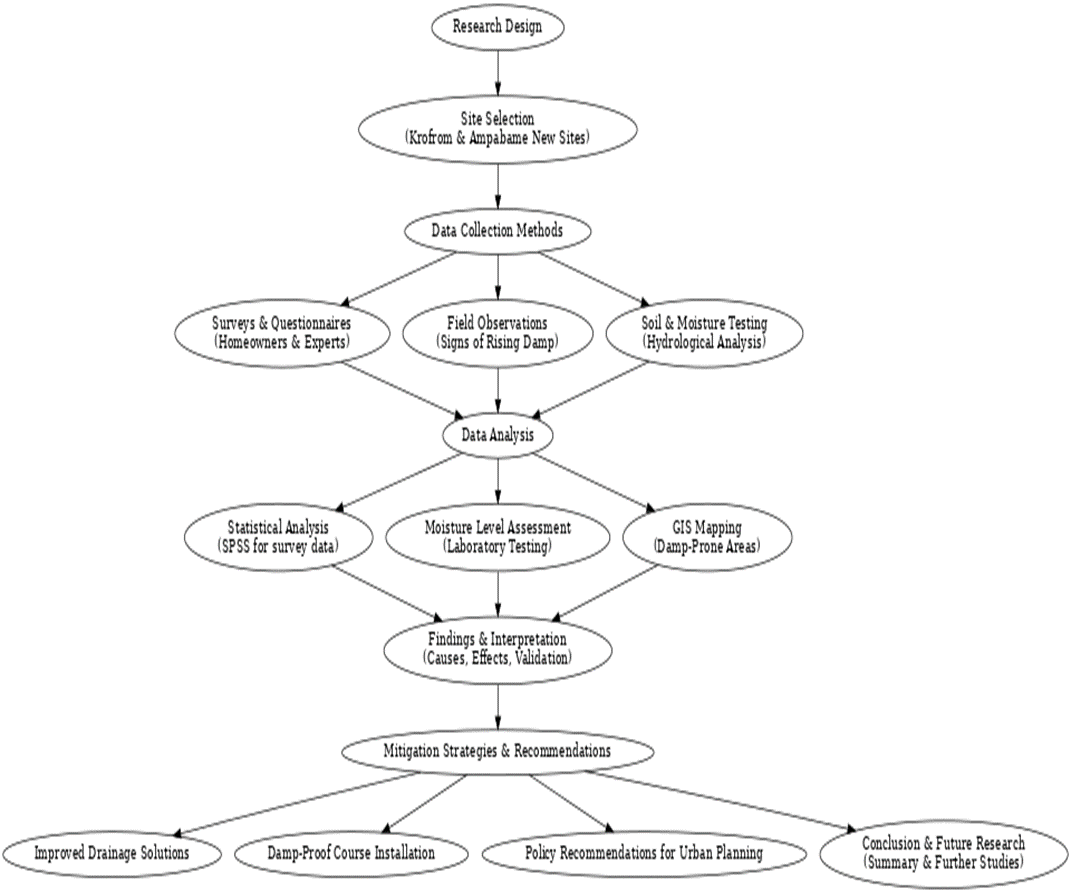 Research Design
Site Selection
(Krofrom & Ampabame New Sites)
Data Collection Methods
Surveys & Questionnaires
(Homeowners & Experts)
Field Observations
(Signs of Rising Damp)
Soil & Moisture Testing
(Hydrological Analysis)
Data Analysis
Statistical Analysis
(SPSS for survey data)
Moisture Level Assessment
(Laboratory Testing)
GIS Mapping
(Damp-Prone Areas)
Findings & Interpretation
(Causes, Effects, Validation)
Mitigation Strategies & Recommendations
Improved Drainage Solutions
Damp-Proof Course Installation
Policy Recommendations for Urban Planning
Conclusion & Future Research
(Summary & Further Studies)